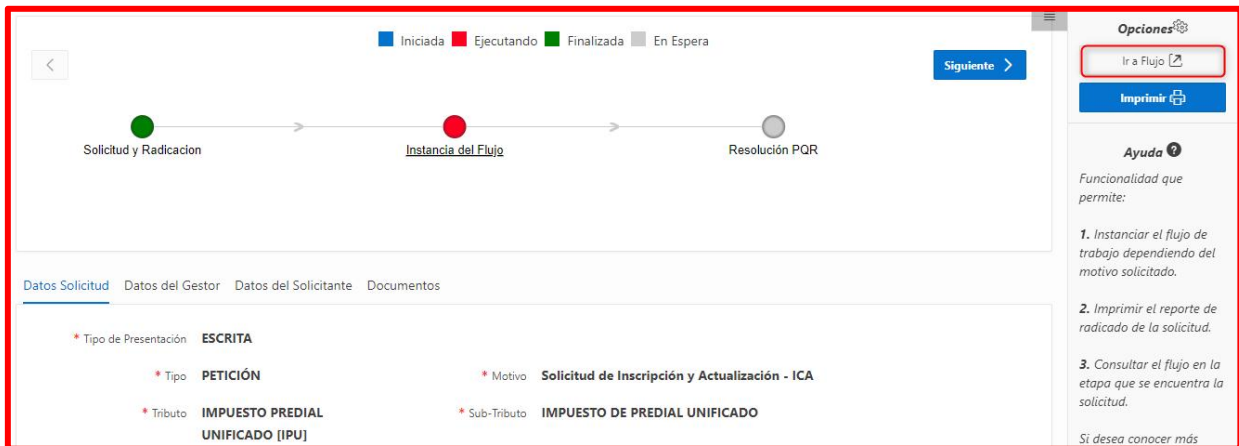 Iniciada Ejecutando Finalizada En Espera
Siguiente
Solicitud y Radicacion Instancia del Flujo Resolución PQR
Datos Solicitud Datos del Gestor Datos del Solicitante Documentos
* Tipo de Presentación ESCRITA
* Tipo PETICIÓN * Motivo Solicitud de Inscripción y Actualización - ICA
* Tributo IMPUESTO PREDIAL * Sub-Tributo IMPUESTO DE PREDIAL UNIFICADO
UNIFICADO [IPU]
Opciones
Ir a Flujo
Imprimir
Ayuda
Funcionalidad que
permite:
1. Instanciar el flujo de
trabajo dependiendo del
motivo solicitado.
2. Imprimir el reporte de
radicado de la solicitud.
3. Consultar el flujo en la
etapa que se encuentra la
solicitud.
Si desea conocer más